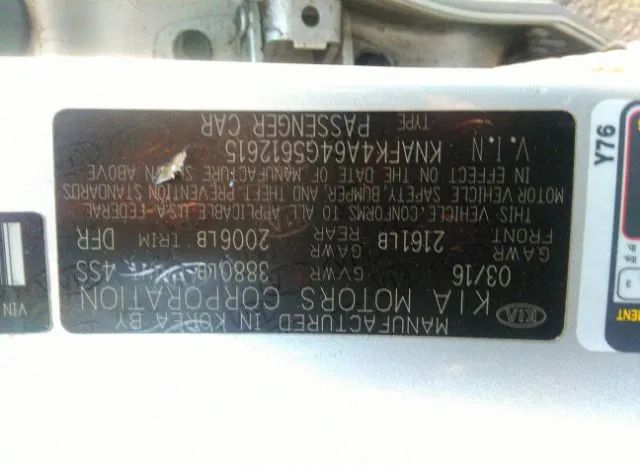 MANUFACTURED IN KOREA BY
KIA MOTORS CORPORATION
KIA
03/16 GVWR 3880LB 4SS
GAWR FRONT 2161LB GAWR REAR 2006LB TRIM DFR
THIS VEHICLE CONFORMS TO ALL APPLICABLE U.S.A-FEDERAL
MOTOR VEHICLE SAFETY, BUMPER, AND THEFT PREVENTION STANDARDS
IN EFFECT ON THE DATE OF MANUFACTURE SHOWN ABOVE
V.I.N KNAFK4A64G5612615
TYPE PASSENGER CAR
Y76
VIN
3